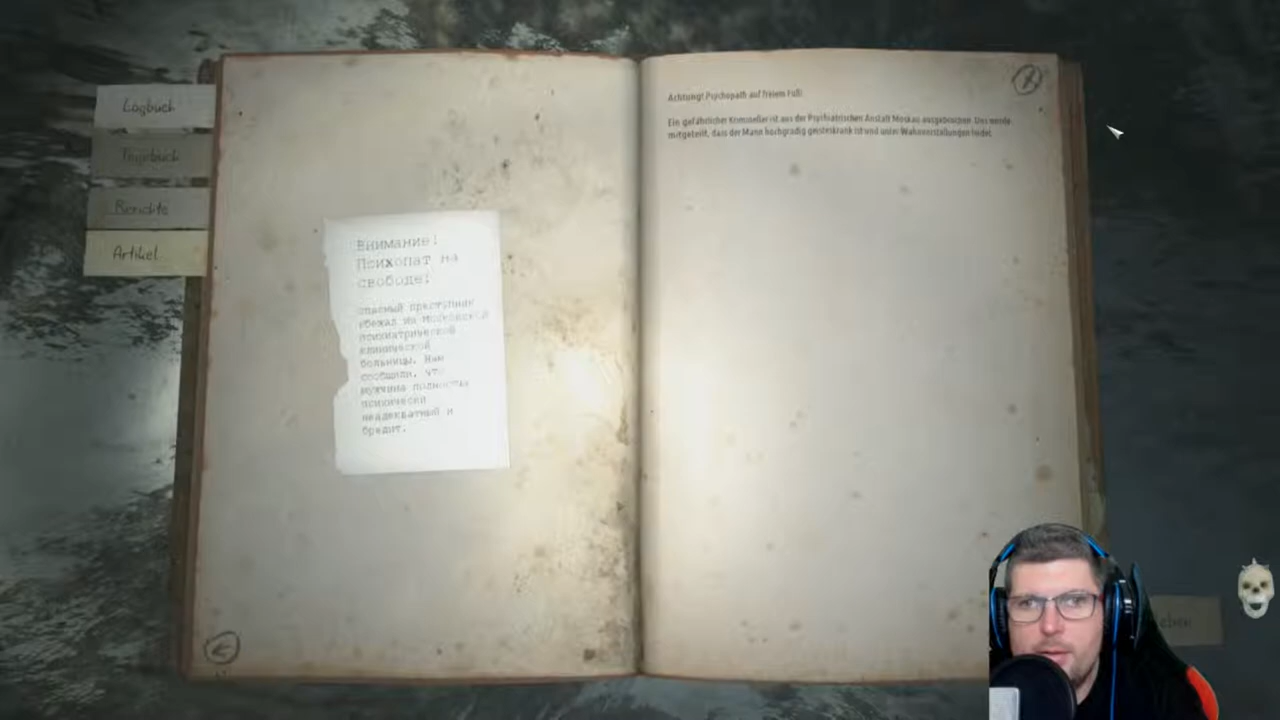 Logbuch
Tagebuch
Berichte
Artikel
Внимание!
Психопат на
свободе!
опасный преступник
убежал из московской
психиатрической
клинической
больницы. Нам
сообщили, что
мужчина полностью
психически
неадекватный и
бредит.
Achtung! Psychopath auf freiem Fuß!
Ein gefährlicher Krimineller ist aus der Psychiatrischen Anstalt Moskau ausgebrochen. Uns wurde
mitgeteilt, dass der Mann hochgradig geisteskrank ist und unter Wahnvorstellungen leidet.